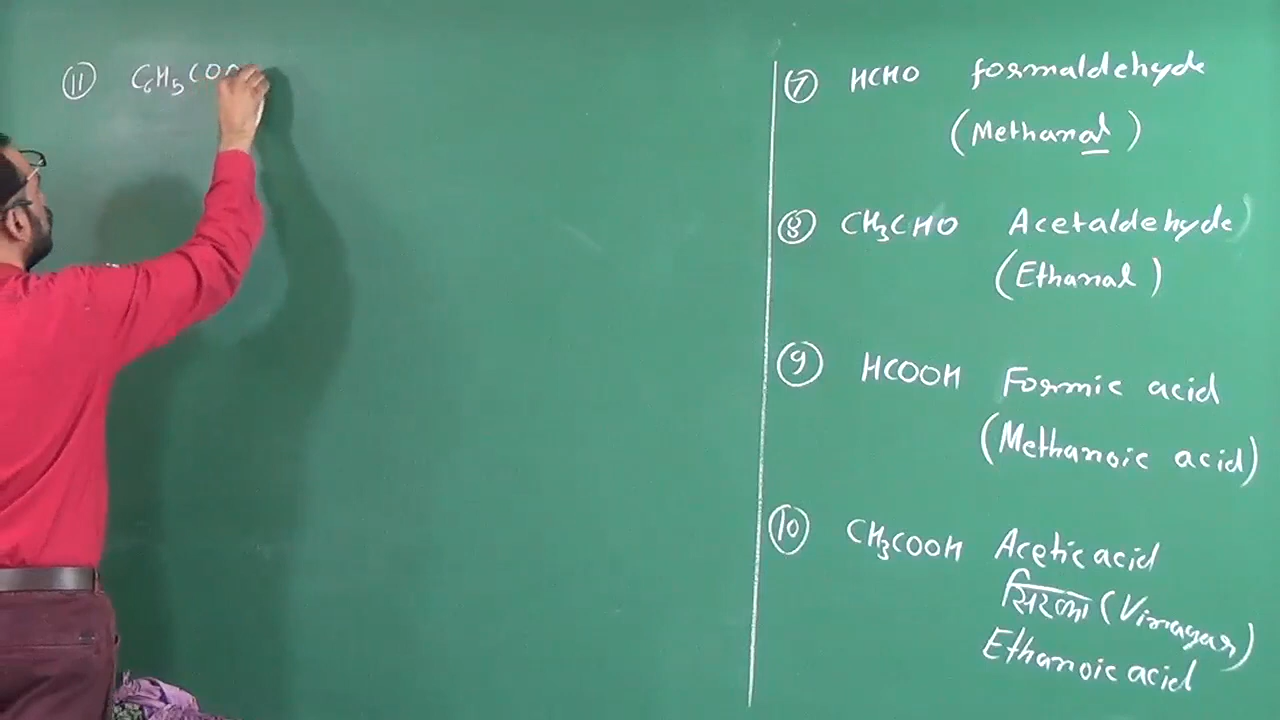 ⑪ C6H5COO
⑦ HCHO formaldehyde
(Methanal)
⑧ CH3CHO Acetaldehyde
(Ethanal)
⑨ HCOOH Formic acid
(Methanoic acid)
⑩ CH3COOH Acetic acid
सिरका (Vinagar)
Ethanoic acid